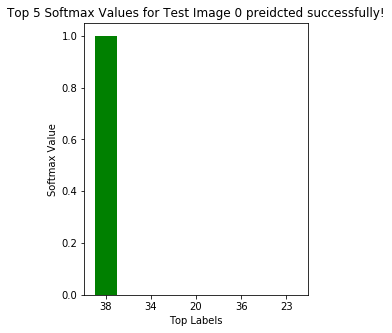 Top 5 Softmax Values for Test Image 0 preidcted successfully!
1.0
0.8
0.6
0.4
0.2
0.0
Softmax Value
38 34 20 36 23
Top Labels